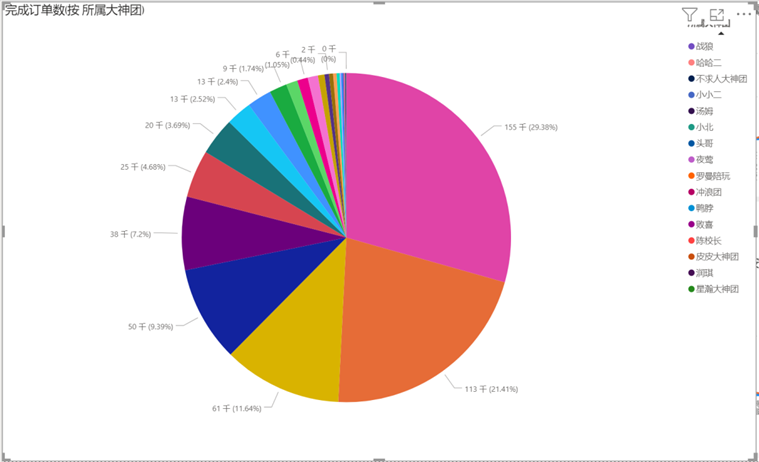 完成订单数(按 所属大神团)
0 千
(0%)
2 千
6 千
(0.44%)
9 千 (1.74%)
(1.05%)
13 千 (2.4%)
13 千 (2.52%)
20 千 (3.69%)
25 千 (4.68%)
38 千 (7.2%)
50 千 (9.39%)
61 千 (11.64%)
113 千 (21.41%)
155 千 (29.38%)
战狼
哈哈二
不求人大神团
小小二
汤姆
小北
头哥
夜莺
罗曼陪玩
冲浪团
鸭脖
败喜
陈校长
皮皮大神团
润琪
星瀚大神团